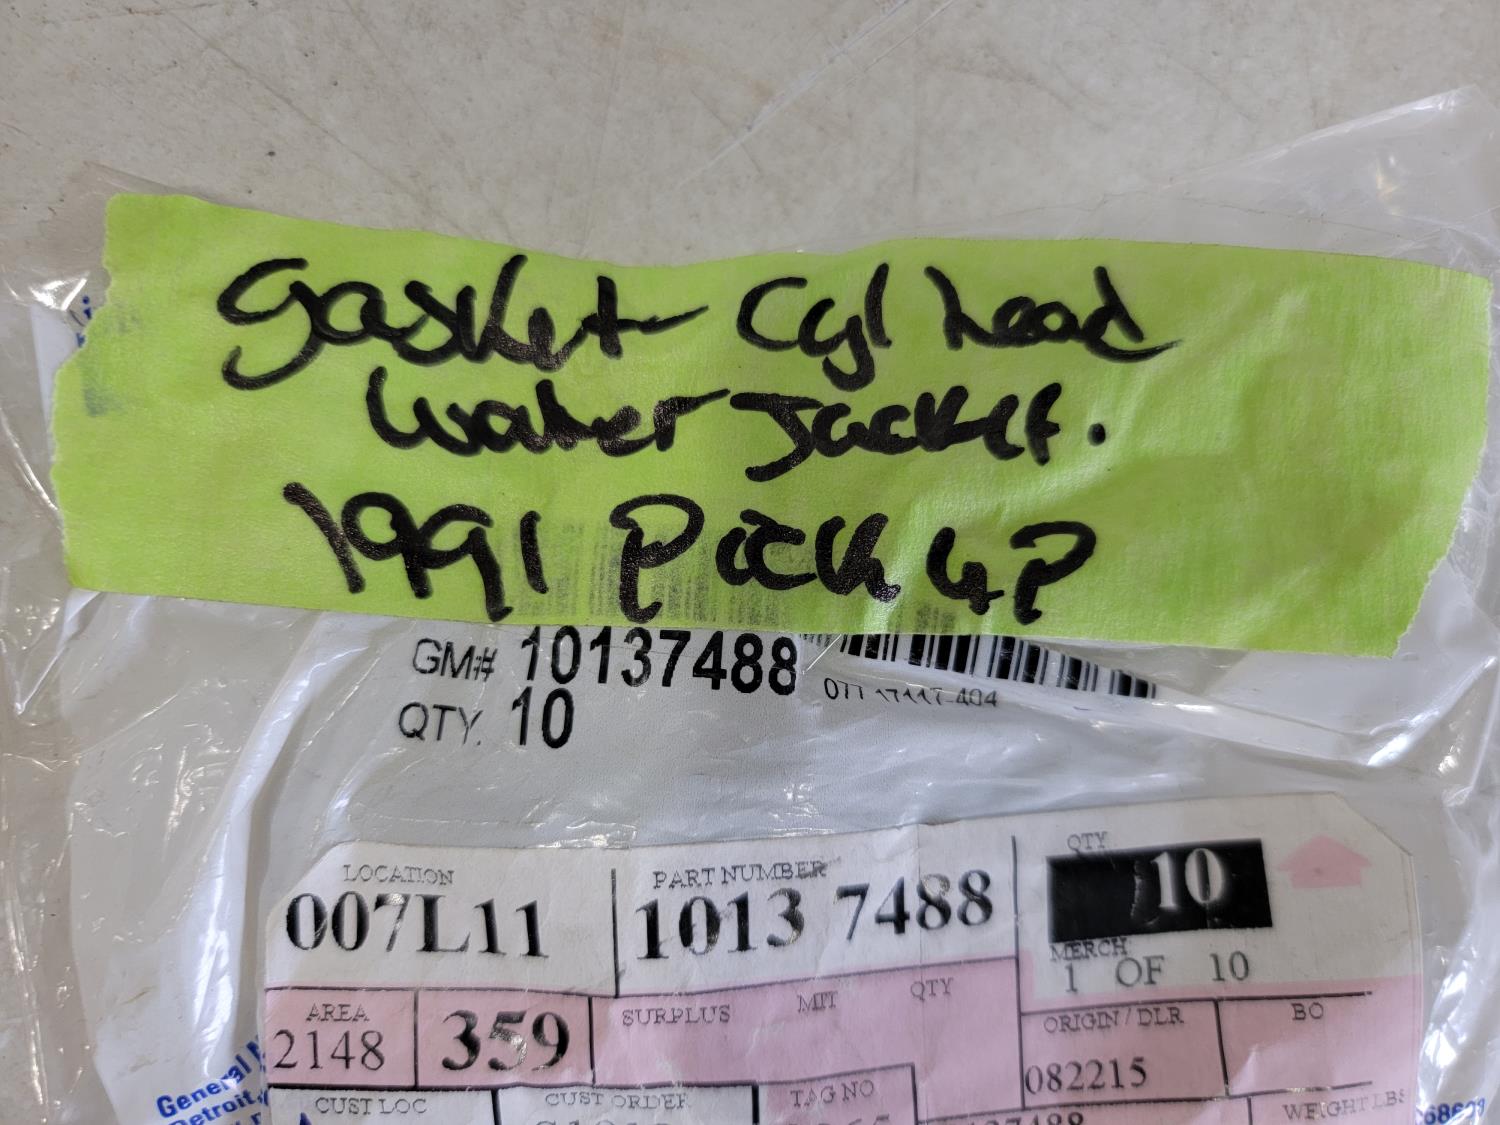 Gasket Cyl head
Water Jacket.
1991 Pick up
GM# 10137488
QTY. 10
LOCATION
007L11
PART NUMBER
1013 7488
QTY
10
MERCH
1 OF 10
AREA
2148
359
SURPLUS
MIT
QTY
ORIGIN / DLR
082215
BO
General
Detroit,
CUST LOC
CUST ORDER
TAG NO
WEIGHT LBS